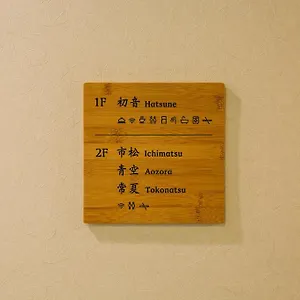 1F 初音 Hatsune
2F 市松 Ichimatsu
青空 Aozora
常夏 Tokonatsu